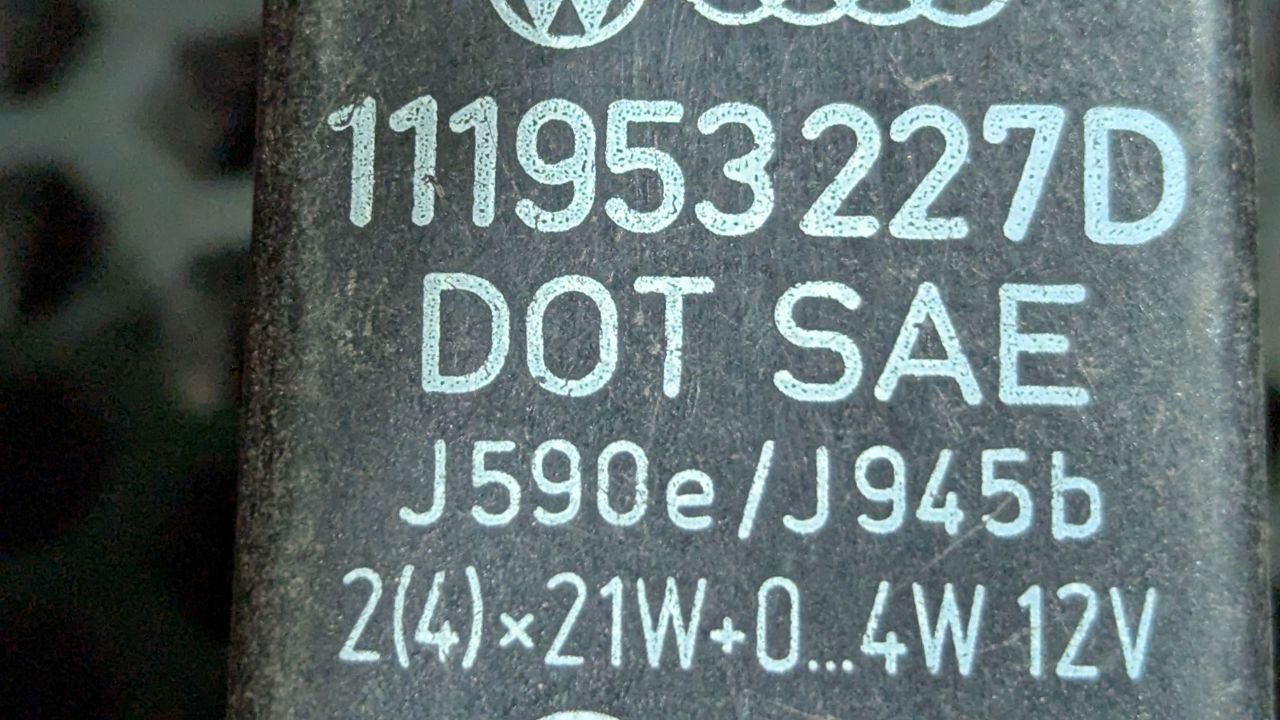 111953227D
DOT SAE
J590e/J945b
2(4)×21W+0...4W 12V